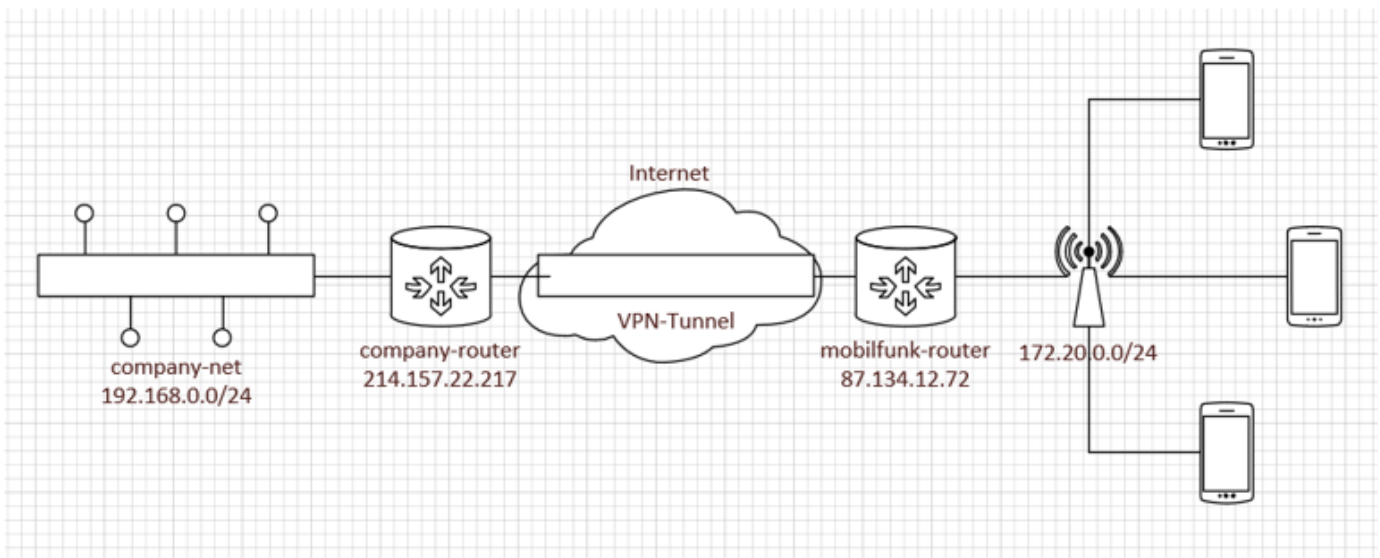 Internet
VPN-Tunnel
company-net
192.168.0.0/24
company-router
214.157.22.217
mobilfunk-router
87.134.12.72
172.20.0.0/24